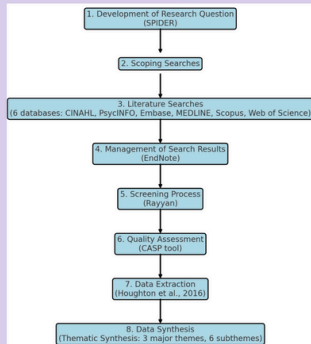 1. Development of Research Question
(SPIDER)
2. Scoping Searches
3. Literature Searches
(6 databases: CINAHL, PsycINFO, Embase, MEDLINE, Scopus, Web of Science)
4. Management of Search Results
(EndNote)
5. Screening Process
(Rayyan)
6. Quality Assessment
(CASP tool)
7. Data Extraction
(Houghton et al., 2016)
8. Data Synthesis
(Thematic Synthesis: 3 major themes, 6 subthemes)